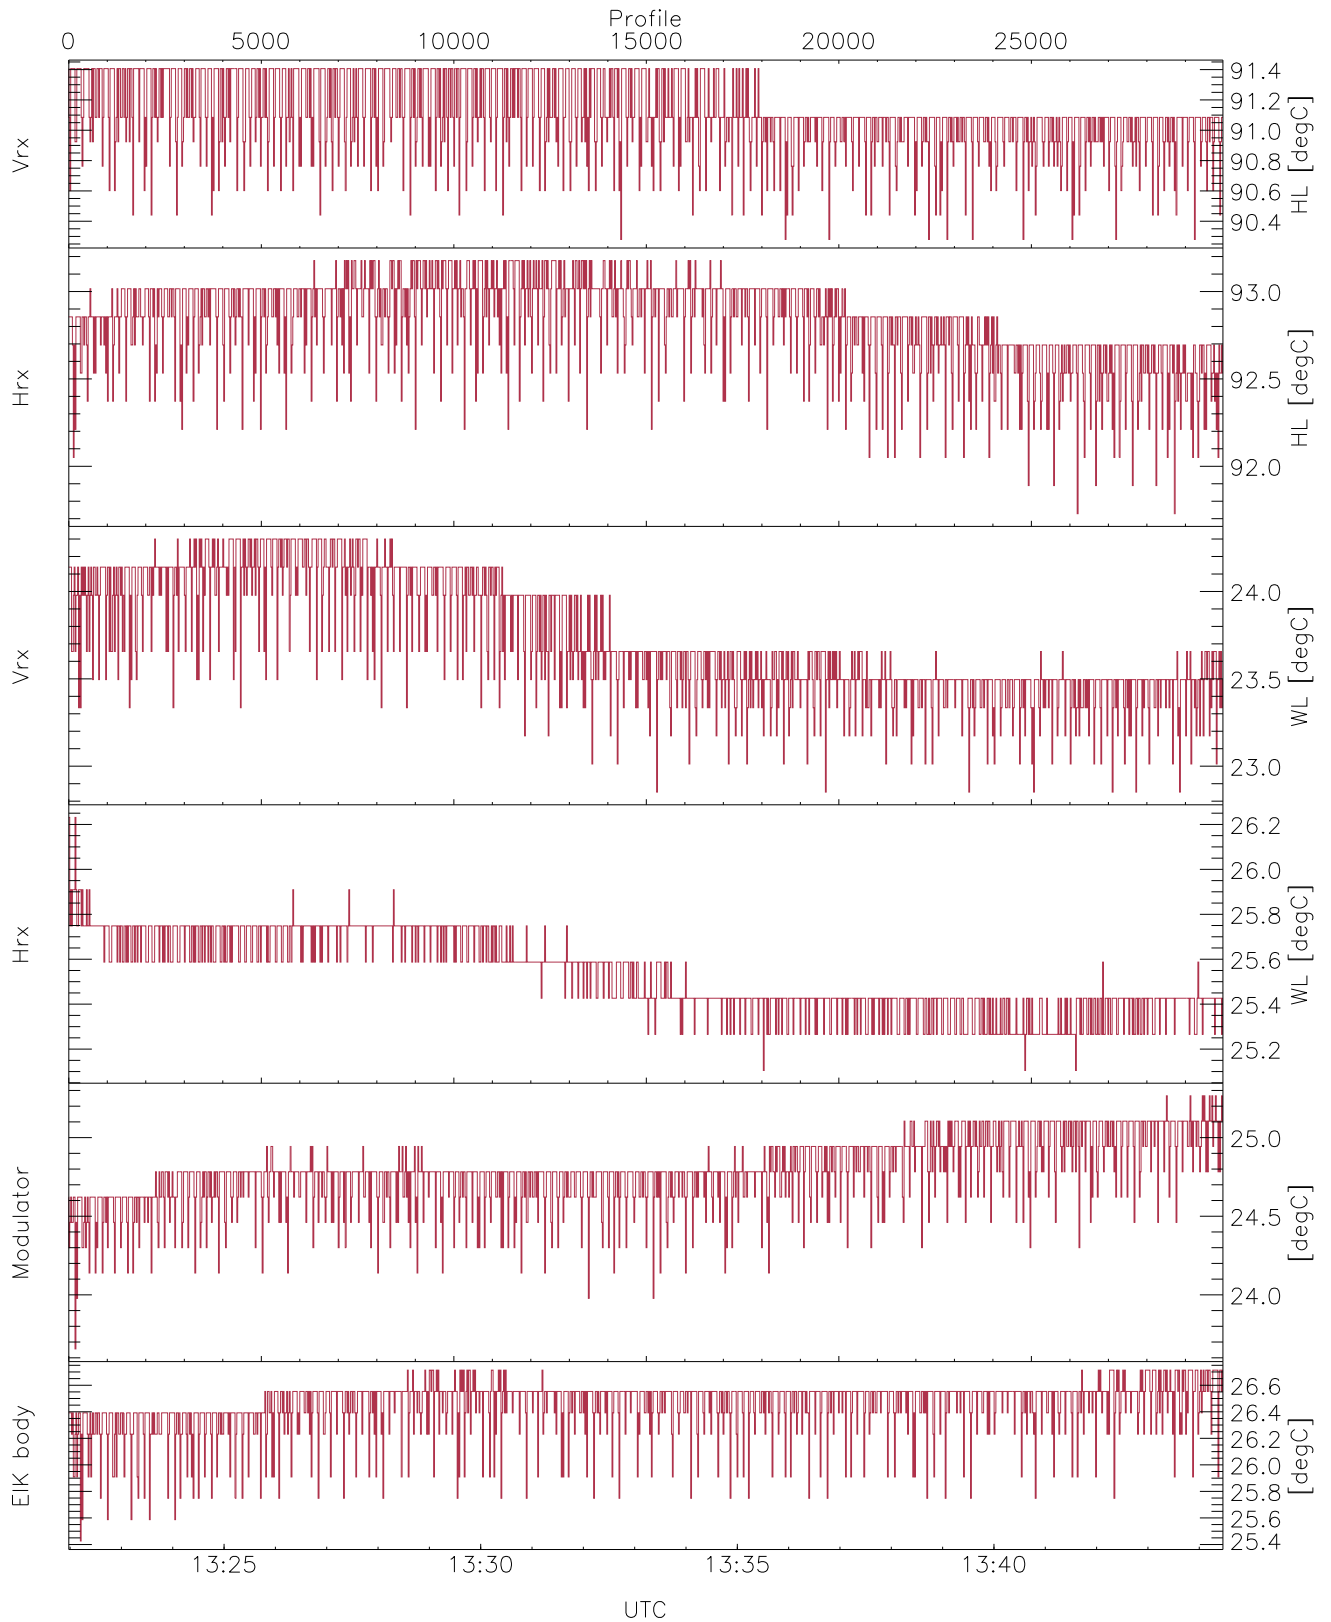 Profile
0 5000 10000 15000 20000 25000
Vrx
91.4
91.2
91.0
90.8
90.6
90.4
HL [degC]
Hrx
93.0
92.5
92.0
HL [degC]
Vrx
24.0
23.5
23.0
WL [degC]
Hrx
26.2
26.0
25.8
25.6
25.4
25.2
WL [degC]
Modulator
25.0
24.5
24.0
[degC]
EIK body
26.6
26.4
26.2
26.0
25.8
25.6
25.4
[degC]
13:25 13:30 13:35 13:40
UTC